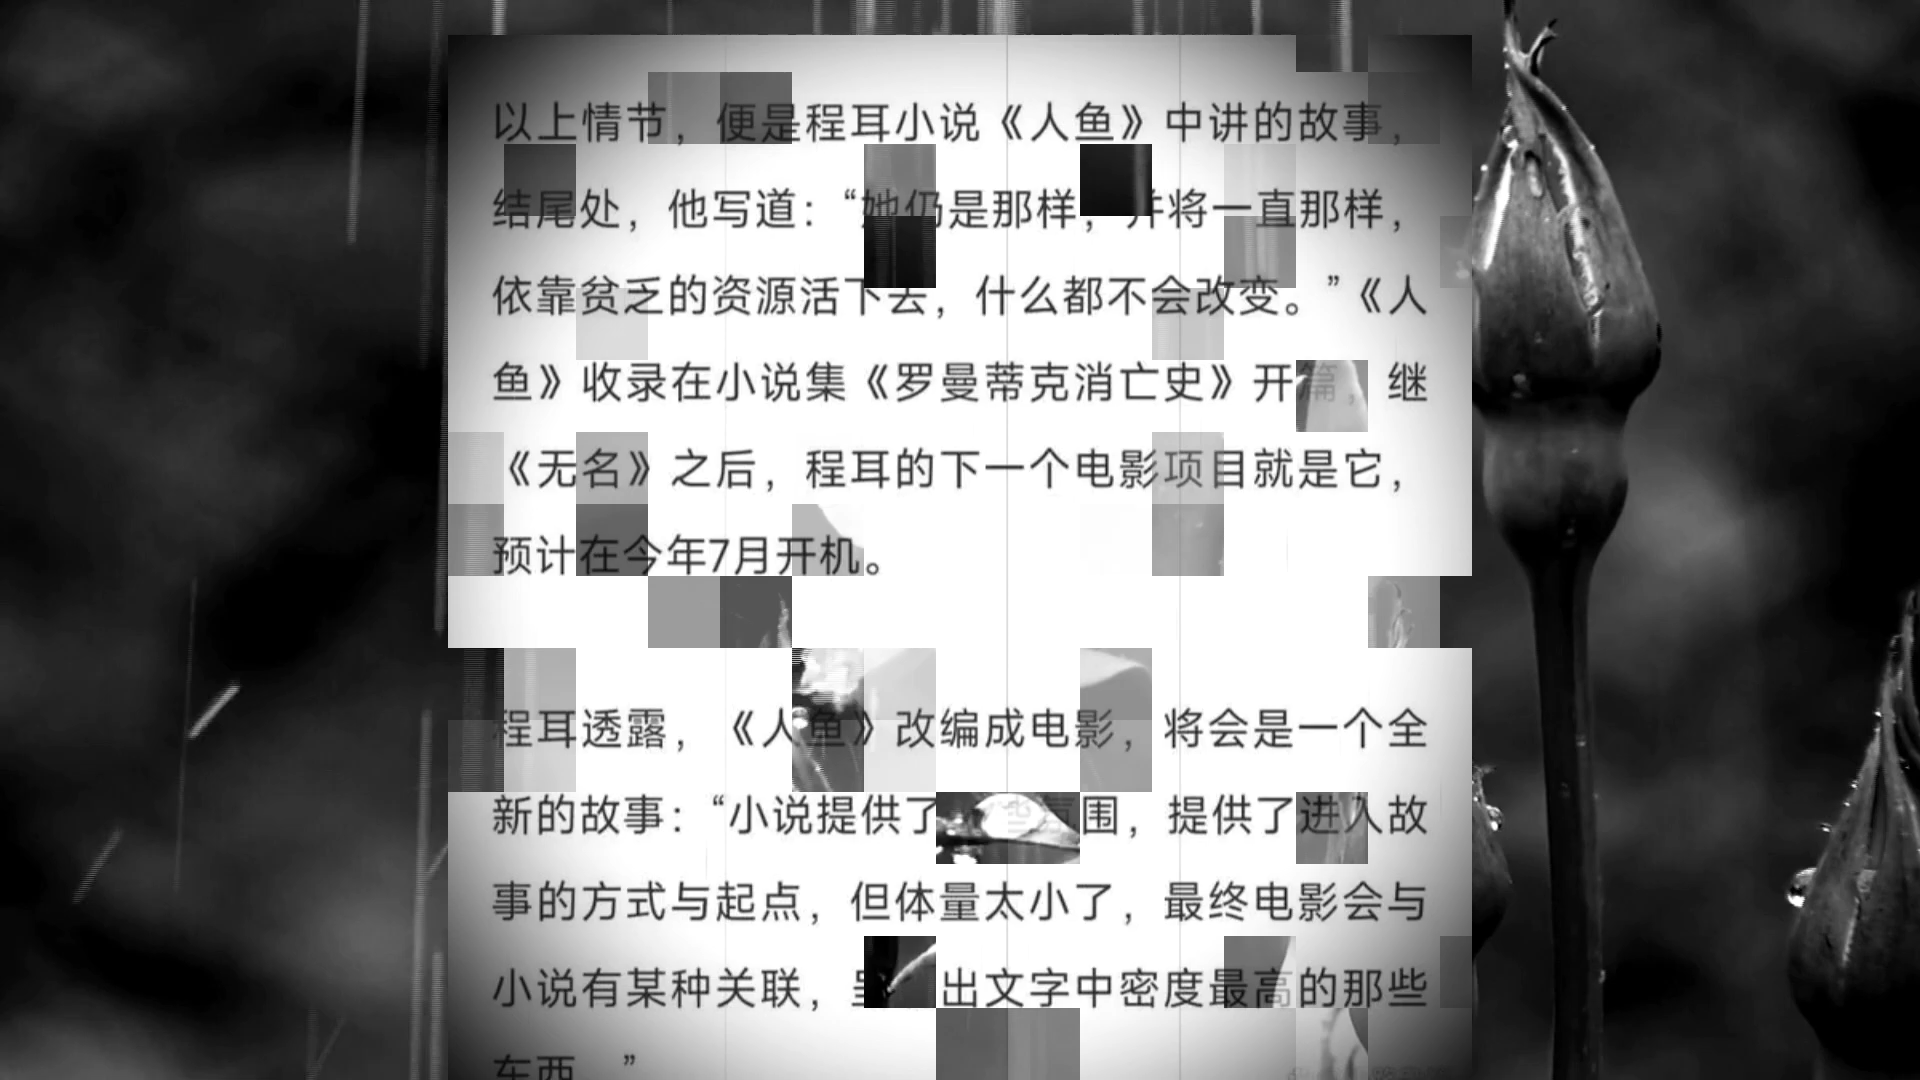 以上情节，便是程耳小说《人鱼》中讲的故事，
结尾处，他写道：“她仍是那样，并将一直那样，
依靠贫乏的资源活下去，什么都不会改变。”《人
鱼》收录在小说集《罗曼蒂克消亡史》开篇，继
《无名》之后，程耳的下一个电影项目就是它，
预计在今年7月开机。
程耳透露，《人鱼》改编成电影，将会是一个全
新的故事：“小说提供了围，提供了进入故
事的方式与起点，但体量太小了，最终电影会与
小说有某种关联，出文字中密度最高的那些
东西。”